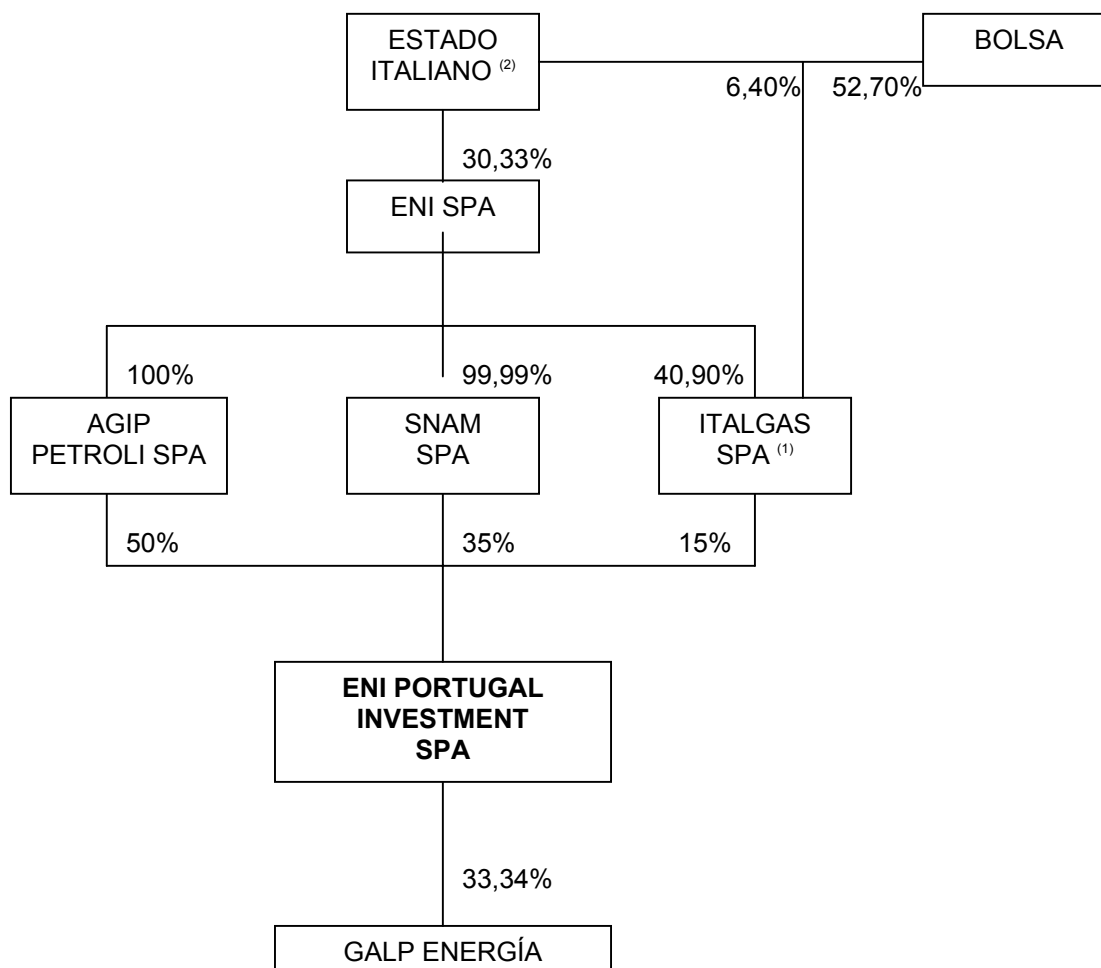 ESTADO
ITALIANO (2)
BOLSA
6,40%
52,70%
30,33%
ENI SPA
100%
99,99%
40,90%
AGIP
PETROLI SPA
SNAM
SPA
ITALGAS
SPA (1)
50%
35%
15%
ENI PORTUGAL
INVESTMENT
SPA
33,34%
GALP ENERGÍA